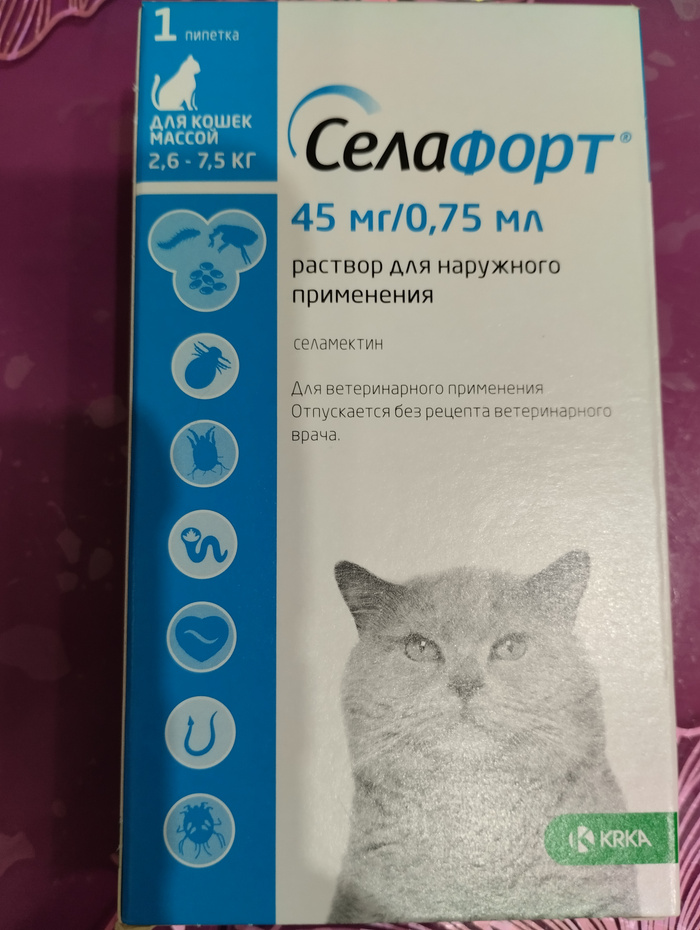 1 пипетка
ДЛЯ КОШЕК
МАССОЙ
2,6 - 7,5 КГ
Селафорт®
45 мг/0,75 мл
раствор для наружного
применения
селамектин
Для ветеринарного применения
Отпускается без рецепта ветеринарного
врача.
KRKA